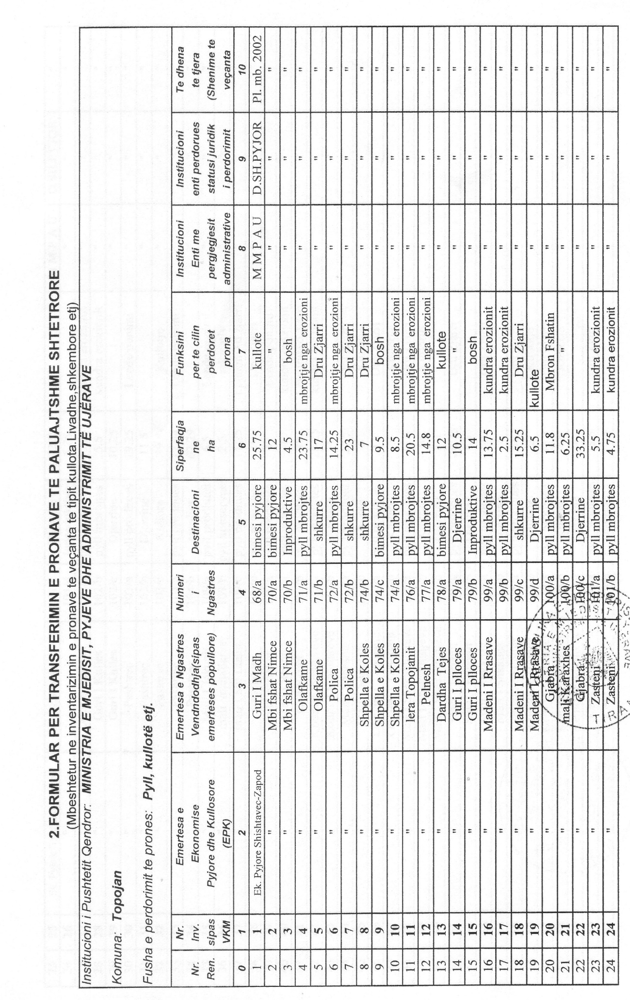 2.FORMULAR PER TRANSFERIMIN E PRONAVE TE PALUAJTSHME SHTETRORE
(Mbeshtetur ne inventarizimin e pronave te veçanta te tipit kullota.Livadhe,shkembore etj)
Institucioni i Pushtetit Qendror: MINISTRIA E MJEDISIT, PYJEVE DHE ADMINISTRIMIT TË UJËRAVE
Komuna: Topojan
Fusha e perdorimit te prones: Pyll, kullotë etj.
Nr. Nr. Emertesa e Emertesa e Ngastres Numeri Destinacioni Siperfaqja Funksini Institucioni Institucioni Te dhena
Inv. Ekonomise Vendndodhja(sipas i ne per te cilin Enti me enti perdorues te tjera
Ren. sipas Pyjore dhe Kullosore emerteses popullore) Ngastres ha perdoret pergjegjesit statusi juridik (Shenime te
VKM (EPK) prona administrative i perdorimit veçanta
0 1 2 3 4 5 6 7 8 9 10
1 1 Ek. Pyjore Shishtavec-Zapod Guri I Madh 68/a bimesi pyjore 25.75 kullote M M P A U D.SH.PYJOR Pl. mb. 2002
2 2 " Mbi fshat Nimce 70/a bimesi pyjore 12 " " " "
3 3 " Mbi fshat Nimce 70/b Inproduktive 4.5 bosh " " "
4 4 " Olafkame 71/a pyll mbrojtes 23.75 mbrojtje nga erozioni " " "
5 5 " Olafkame 71/b shkurre 17 Dru Zjarri " " "
6 6 " Polica 72/a pyll mbrojtes 14.25 mbrojtje nga erozioni " " "
7 7 " Polica 72/b shkurre 23 Dru Zjarri " " "
8 8 " Shpella e Koles 74/b shkurre 7 Dru Zjarri " " "
9 9 " Shpella e Koles 74/c bimesi pyjore 9.5 bosh " " "
10 10 " Shpella e Koles 74/a pyll mbrojtes 8.5 mbrojtje nga erozioni " " "
11 11 " lera Topojanit 76/a pyll mbrojtes 20.5 mbrojtje nga erozioni " " "
12 12 " Pelnesh 77/a pyll mbrojtes 14.8 mbrojtje nga erozioni " " "
13 13 " Dardha Tejes 78/a bimesi pyjore 12 kullote " " "
14 14 " Guri I plloces 79/a Djerrine 10.5 " " " "
15 15 " Guri I plloces 79/b Inproduktive 14 bosh " " "
16 16 " Madeni I Rrasave 99/a pyll mbrojtes 13.75 kundra erozionit " " "
17 17 " 99/b pyll mbrojtes 2.5 kundra erozionit " " "
18 18 " Madeni I Rrasave 99/c shkurre 15.25 Dru Zjarri " " "
19 19 " Madeni I Rrasave 99/d Djerrine 6.5 kullote " " "
20 20 " Gjabra 100/a pyll mbrojtes 11.8 Mbron Fshatin " " "
21 21 " mali Karaxhes 100/b pyll mbrojtes 6.25 " " " "
22 22 " Gjabra 100/c Djerrine 33.25 " " "
23 23 " Zasteni 101/a pyll mbrojtes 5.5 kundra erozionit " " "
24 24 " Zasteni 101/b pyll mbrojtes 4.75 kundra erozionit " " "